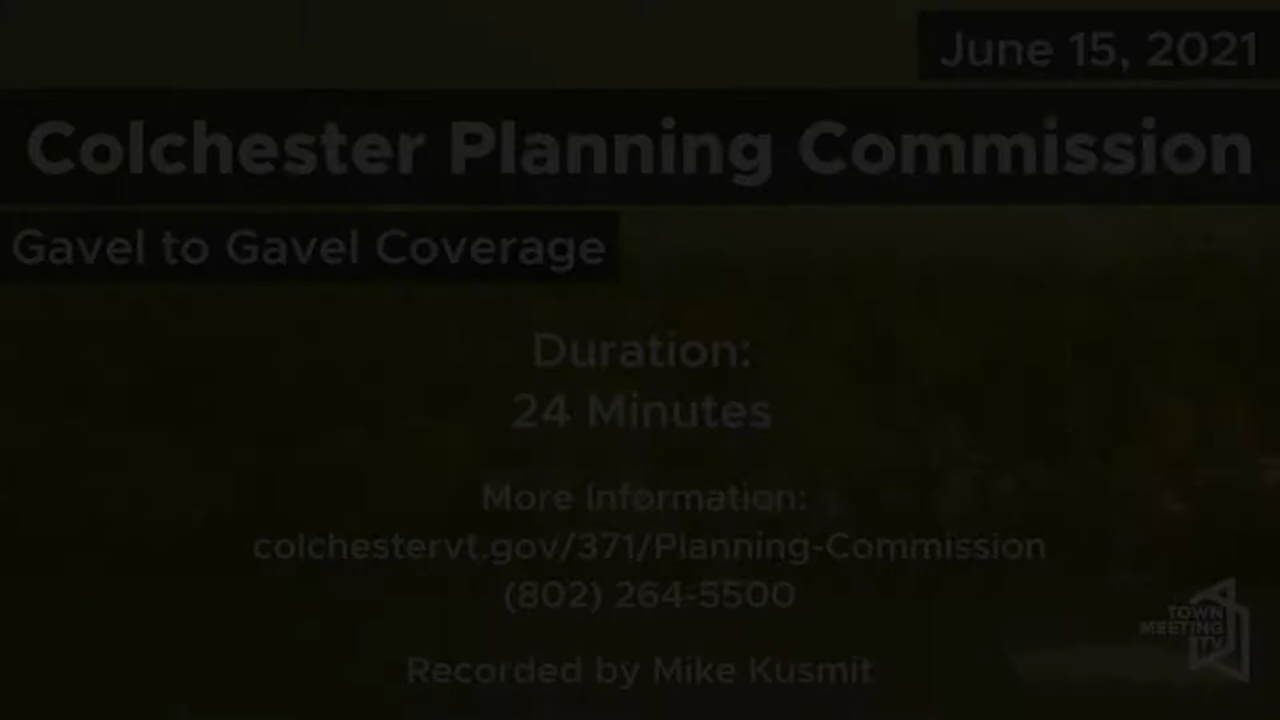 June 15, 2021
Colchester Planning Commission
Gavel to Gavel Coverage
Duration:
24 Minutes
More Information:
colchestervt.gov/371/Planning-Commission
(802) 264-5500
Recorded by Mike Kusmit
TOWN
MEETING
TV